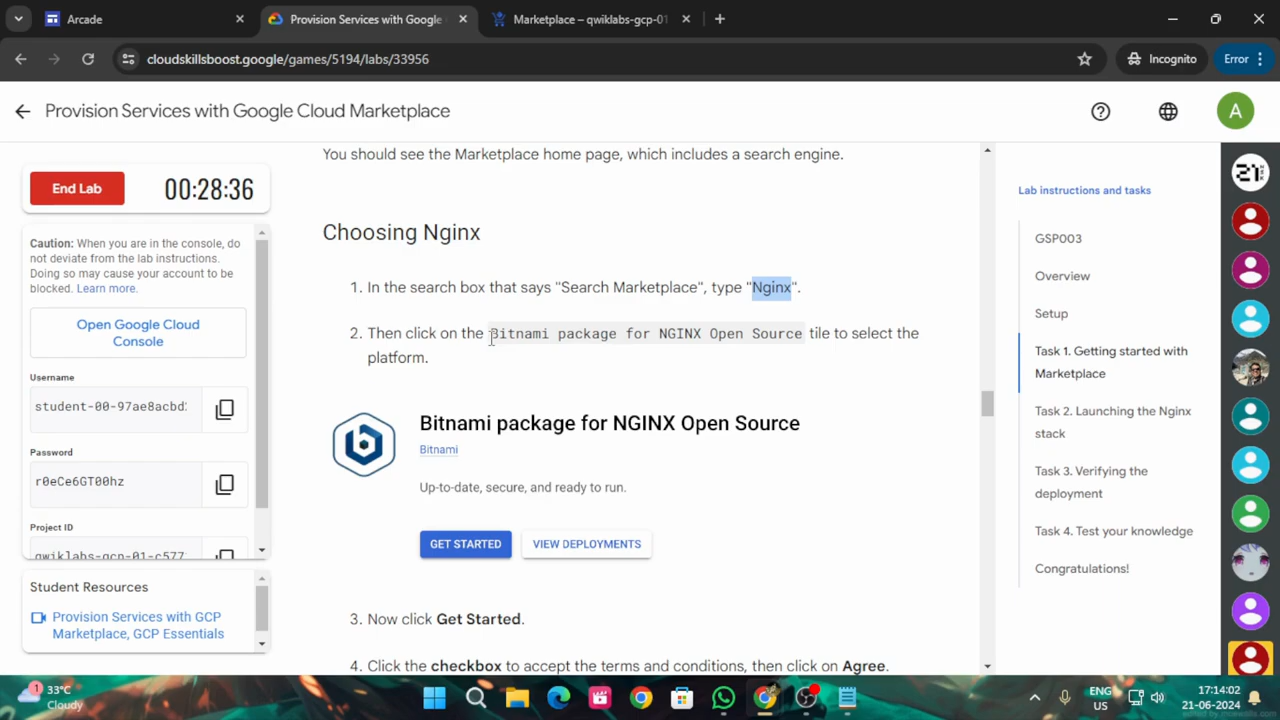 Arcade
Provision Services with Google
Marketplace – qwiklabs-gcp-01
cloudskillsboost.google/games/5194/labs/33956
Incognito
Error
Provision Services with Google Cloud Marketplace
A
End Lab
00:28:36
Caution: When you are in the console, do
not deviate from the lab instructions.
Doing so may cause your account to be
blocked. Learn more.
Open Google Cloud
Console
Username
student-00-97ae8acbd
Password
r0eCe6GT00hz
Project ID
qwiklabs-gcp-01-c577
Student Resources
Provision Services with GCP
Marketplace, GCP Essentials
You should see the Marketplace home page, which includes a search engine.
Choosing Nginx
1. In the search box that says "Search Marketplace", type "Nginx".
2. Then click on the Bitnami package for NGINX Open Source tile to select the
platform.
Bitnami package for NGINX Open Source
Bitnami
Up-to-date, secure, and ready to run.
GET STARTED
VIEW DEPLOYMENTS
3. Now click Get Started.
4. Click the checkbox to accept the terms and conditions, then click on Agree.
Lab instructions and tasks
GSP003
Overview
Setup
Task 1. Getting started with
Marketplace
Task 2. Launching the Nginx
stack
Task 3. Verifying the
deployment
Task 4. Test your knowledge
Congratulations!
1
33°C
Cloudy
ENG
US
17:14:02
21-06-2024